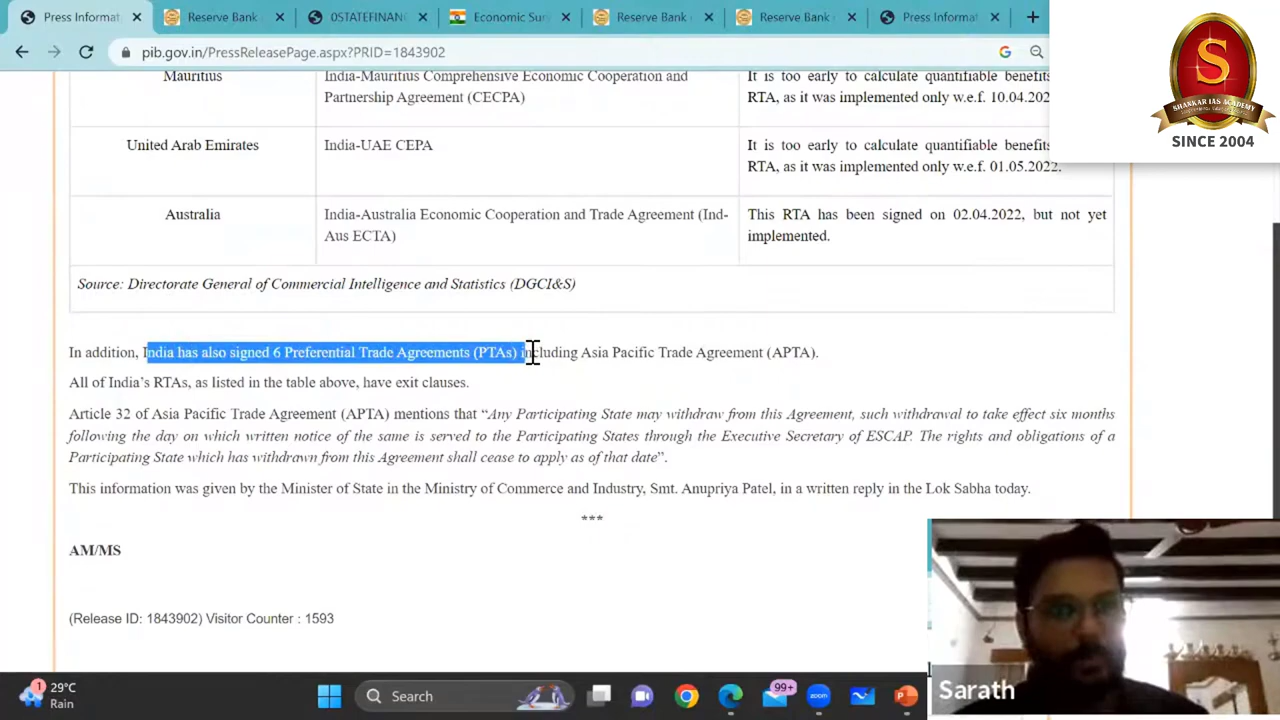 Press Informat
Reserve Bank
0STATEFINAN
Economic Sur
Reserve Bank
Reserve Bank
Press Informat
pib.gov.in/PressReleasePage.aspx?PRID=1843902
S
SHANKAR IAS ACADEMY
SINCE 2004
Mauritius
India-Mauritius Comprehensive Economic Cooperation and
Partnership Agreement (CECPA)
It is too early to calculate quantifiable benefits
RTA, as it was implemented only w.e.f. 10.04.202
United Arab Emirates
India-UAE CEPA
It is too early to calculate quantifiable benefits
RTA, as it was implemented only w.e.f. 01.05.2022.
Australia
India-Australia Economic Cooperation and Trade Agreement (Ind-
Aus ECTA)
This RTA has been signed on 02.04.2022, but not yet
implemented.
Source: Directorate General of Commercial Intelligence and Statistics (DGCI&S)
In addition, India has also signed 6 Preferential Trade Agreements (PTAs) including Asia Pacific Trade Agreement (APTA).
All of India's RTAs, as listed in the table above, have exit clauses.
Article 32 of Asia Pacific Trade Agreement (APTA) mentions that “Any Participating State may withdraw from this Agreement, such withdrawal to take effect six months
following the day on which written notice of the same is served to the Participating States through the Executive Secretary of ESCAP. The rights and obligations of a
Participating State which has withdrawn from this Agreement shall cease to apply as of that date”.
This information was given by the Minister of State in the Ministry of Commerce and Industry, Smt. Anupriya Patel, in a written reply in the Lok Sabha today.
***
AM/MS
(Release ID: 1843902) Visitor Counter : 1593
Sarath
1
29°C
Rain
Search
99+
zoom